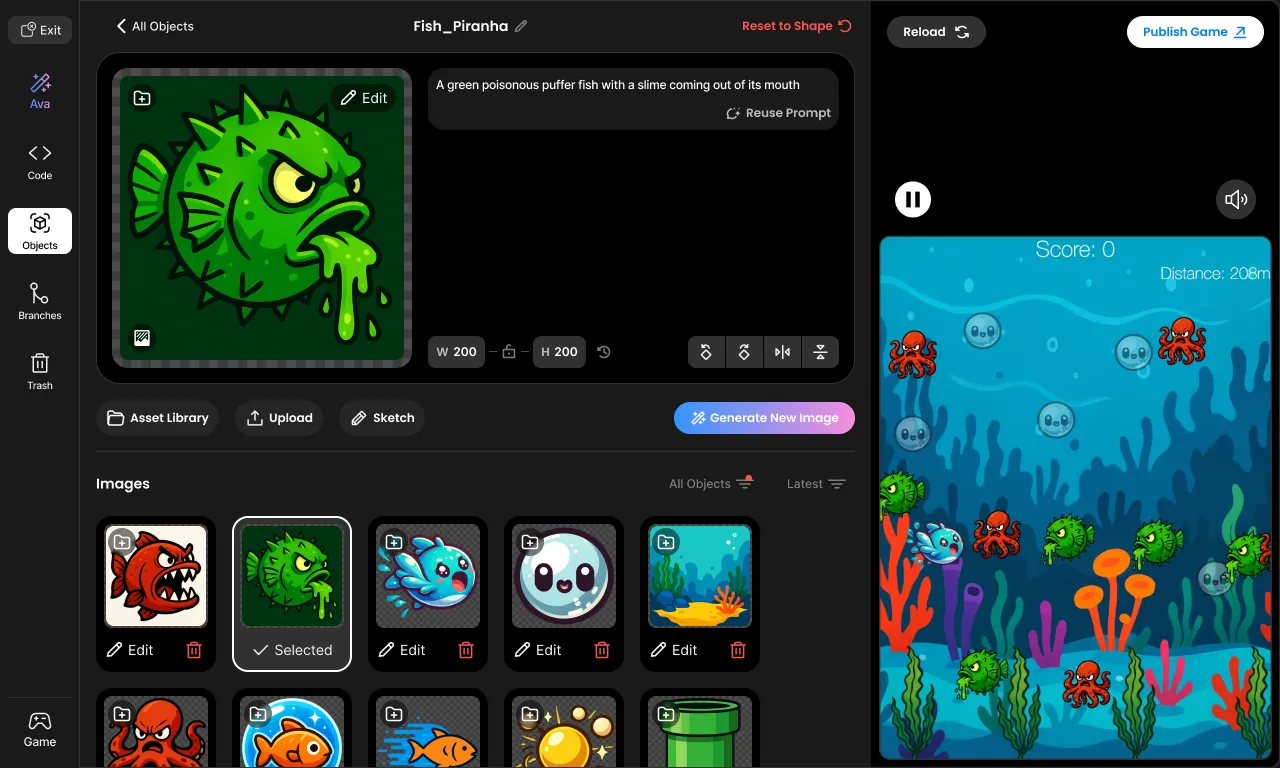 Exit
Ava
Code
Objects
Branches
Trash
Game
All Objects
Fish_Piranha
Reset to Shape
Edit
A green poisonous puffer fish with a slime coming out of its mouth
Reuse Prompt
W 200
H 200
Asset Library
Upload
Sketch
Generate New Image
Images
All Objects
Latest
Edit
Selected
Edit
Edit
Edit
Reload
Publish Game
Score: 0
Distance: 208m